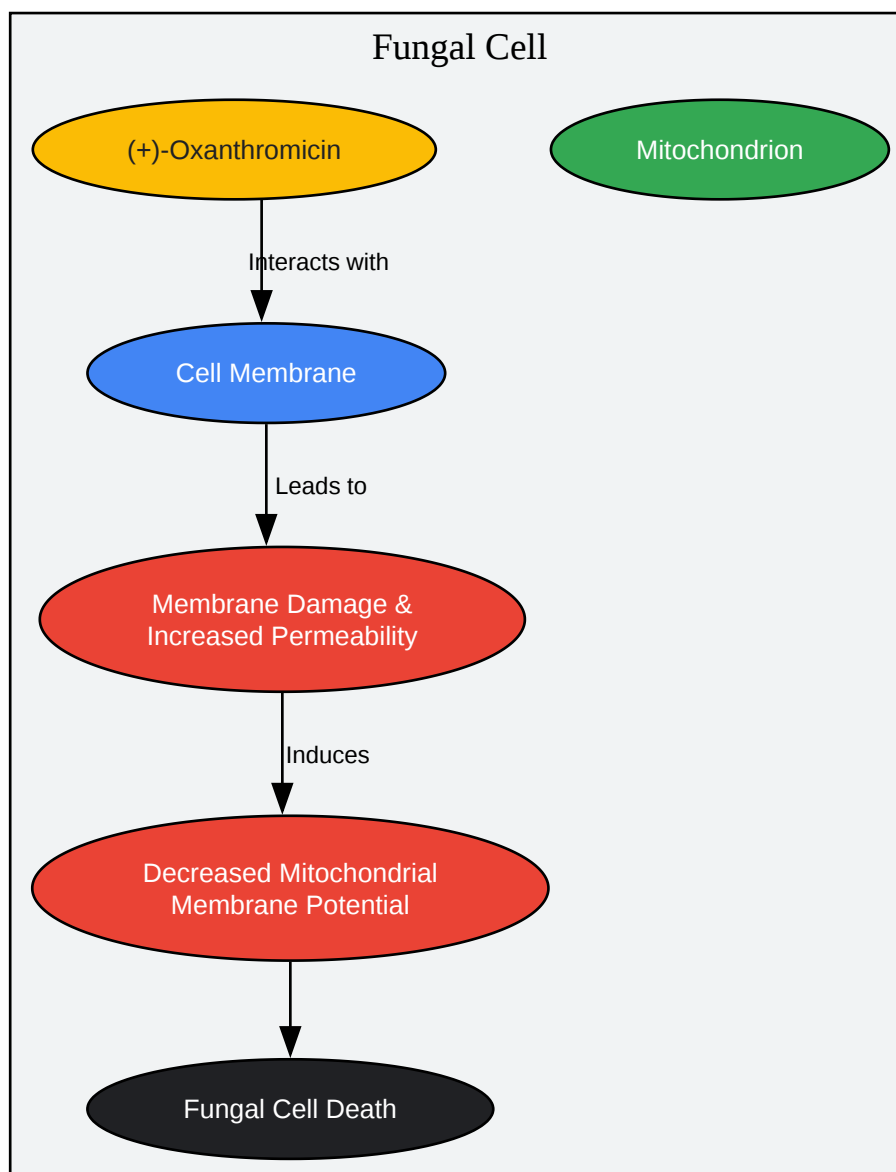 Fungal Cell
(+)-Oxanthromicin
Mitochondrion
Interacts with
Cell Membrane
Leads to
Membrane Damage &
Increased Permeability
Induces
Decreased Mitochondrial
Membrane Potential
Fungal Cell Death